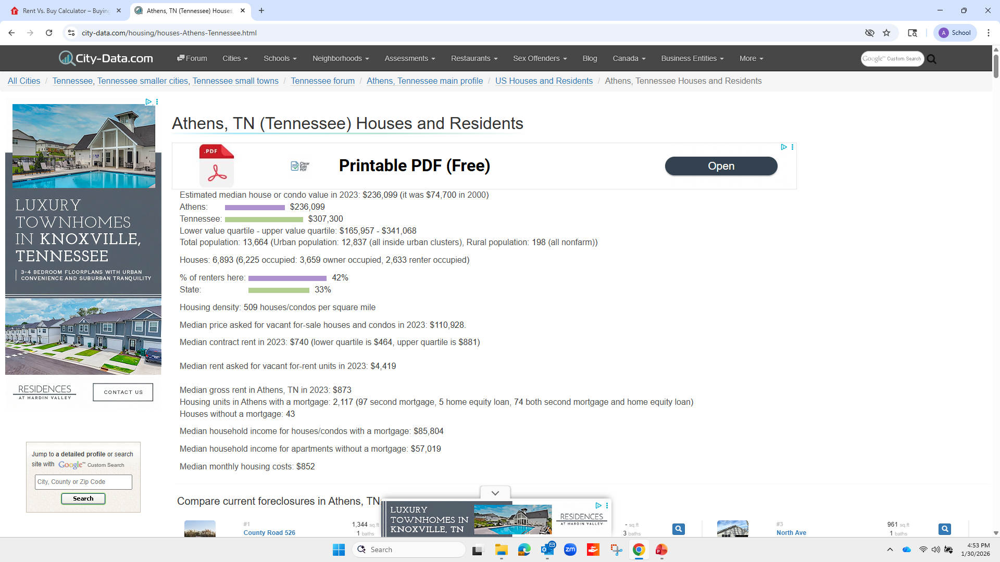 Rent Vs. Buy Calculator – Buying
Athens, TN (Tennessee) Houses
city-data.com/housing/houses-Athens-Tennessee.html
A School
City-Data.com
Forum Cities Schools Neighborhoods Assessments Restaurants Sex Offenders Blog Canada Business Entities More
Google™ Custom Search
All Cities / Tennessee, Tennessee smaller cities, Tennessee small towns / Tennessee forum / Athens, Tennessee main profile / US Houses and Residents / Athens, Tennessee Houses and Residents
LUXURY
TOWNHOMES
IN KNOXVILLE,
TENNESSEE
3-4 BEDROOM FLOORPLANS WITH URBAN
CONVENIENCE AND SUBURBAN TRANQUILITY
RESIDENCES
AT HARDIN VALLEY
CONTACT US
Jump to a detailed profile or search
site with Google™ Custom Search
City, County or Zip Code
Search
Athens, TN (Tennessee) Houses and Residents
.PDF
Clear
Edit
PDF
Printable PDF (Free)
Open
Estimated median house or condo value in 2023: $236,099 (it was $74,700 in 2000)
Athens: $236,099
Tennessee: $307,300
Lower value quartile - upper value quartile: $165,957 - $341,068
Total population: 13,664 (Urban population: 12,837 (all inside urban clusters), Rural population: 198 (all nonfarm))
Houses: 6,893 (6,225 occupied: 3,659 owner occupied, 2,633 renter occupied)
% of renters here: 42%
State: 33%
Housing density: 509 houses/condos per square mile
Median price asked for vacant for-sale houses and condos in 2023: $110,928.
Median contract rent in 2023: $740 (lower quartile is $464, upper quartile is $881)
Median rent asked for vacant for-rent units in 2023: $4,419
Median gross rent in Athens, TN in 2023: $873
Housing units in Athens with a mortgage: 2,117 (97 second mortgage, 5 home equity loan, 74 both second mortgage and home equity loan)
Houses without a mortgage: 43
Median household income for houses/condos with a mortgage: $85,804
Median household income for apartments without a mortgage: $57,019
Median monthly housing costs: $852
Compare current foreclosures in Athens, TN
#1
County Road 526
1,344 sq.ft
1 baths
LUXURY
TOWNHOMES IN
KNOXVILLE, TN
RESIDENCES
AT HARDIN VALLEY
- sq.ft
3 baths
#3
North Ave
961 sq.ft
1 baths
Search
zm
4:53 PM
1/30/2026